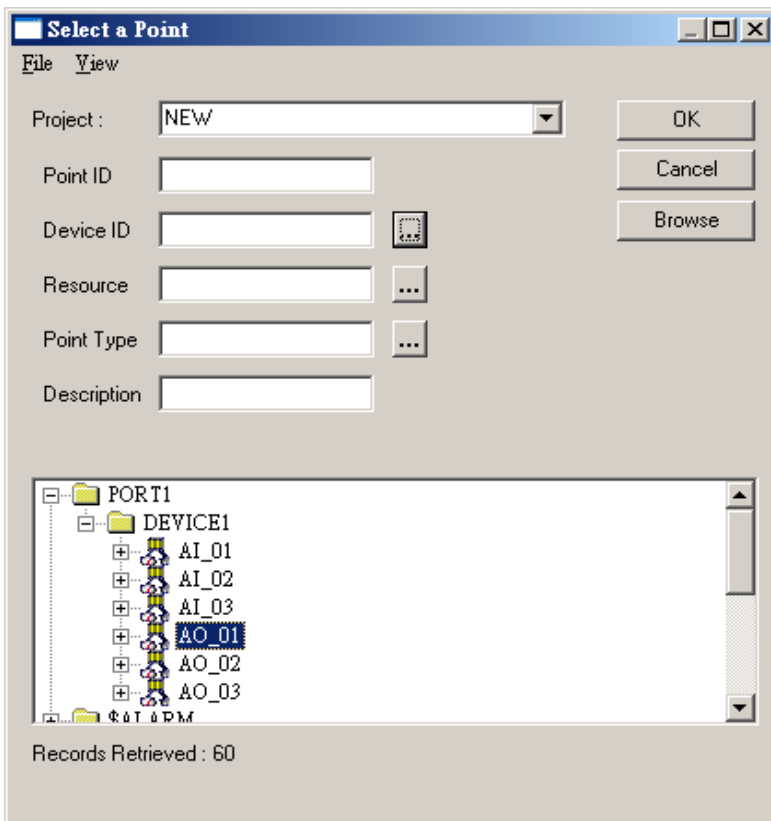 Select a Point
File View
Project : NEW OK
Point ID Cancel
Device ID ... Browse
Resource ...
Point Type ...
Description
PORT1
DEVICE1
AI_01
AI_02
AI_03
AO_01
AO_02
AO_03
$ALARM
Records Retrieved : 60